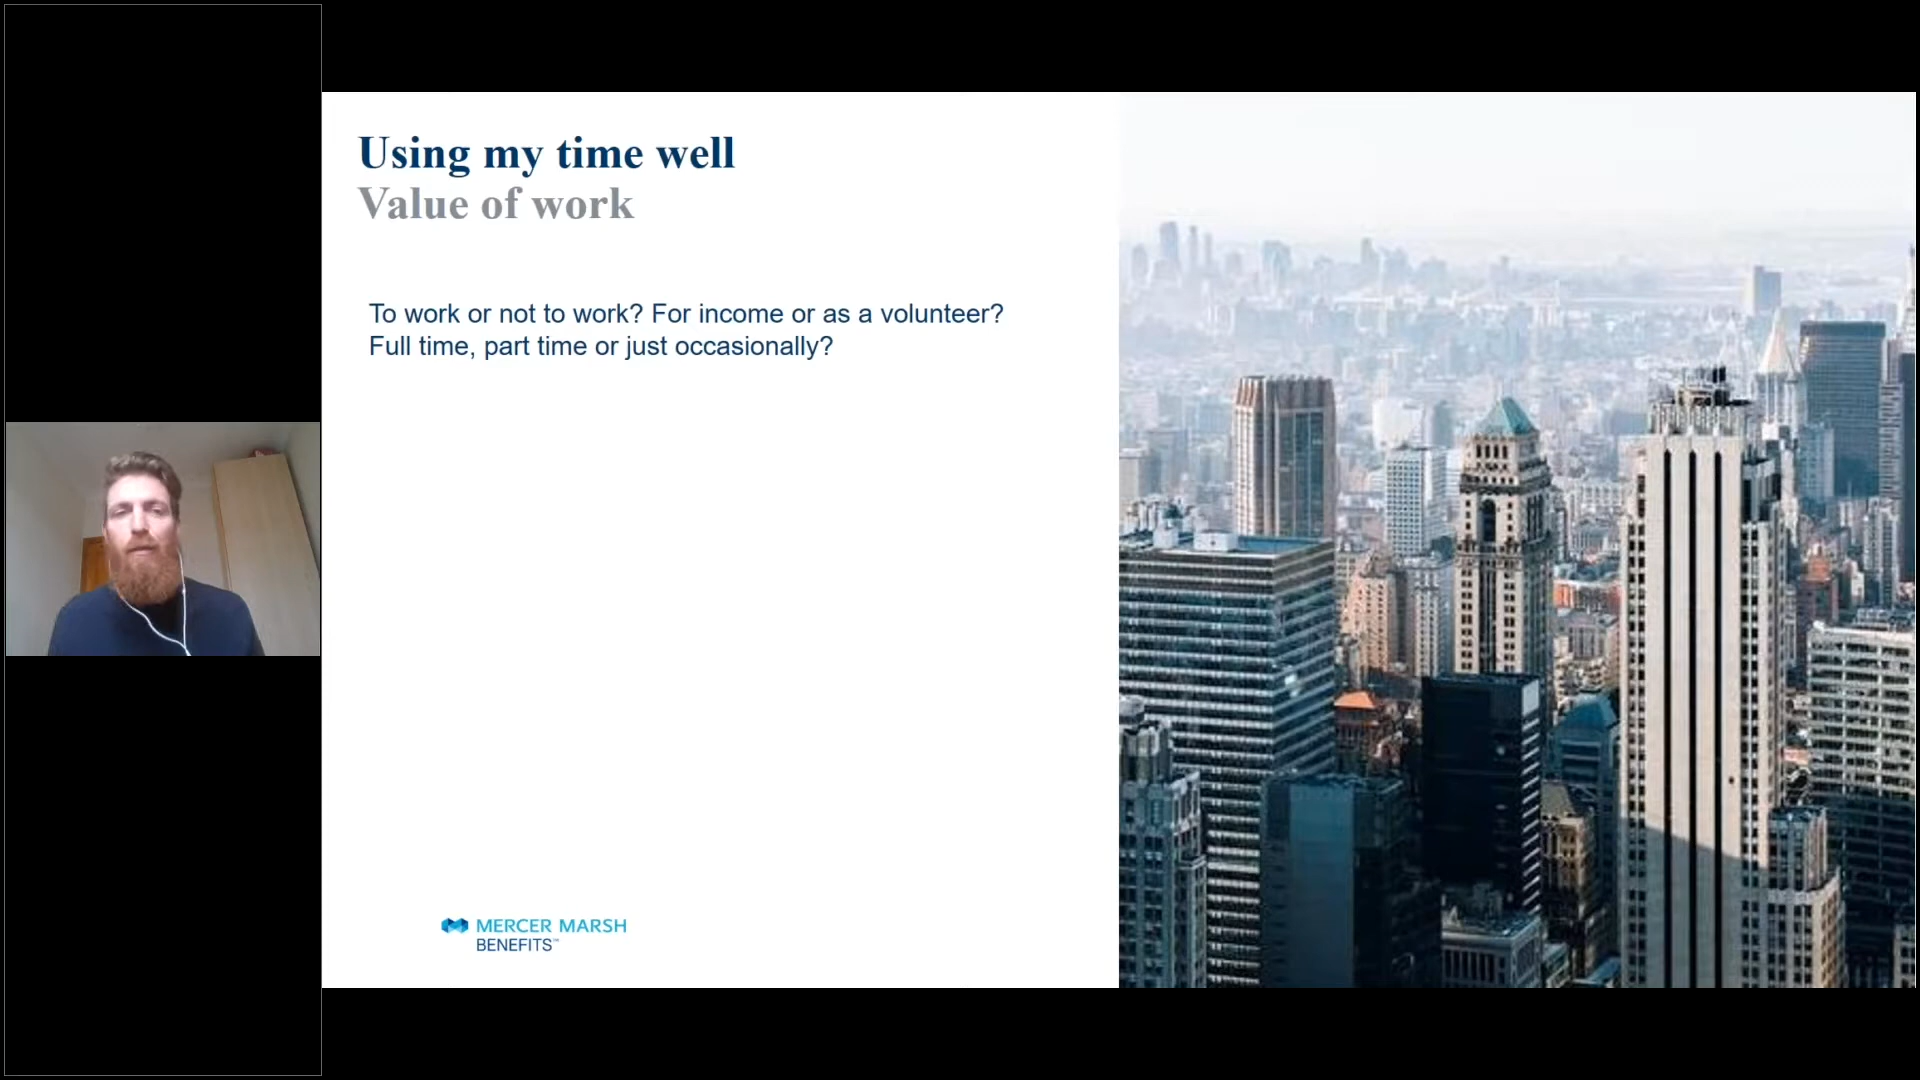 Using my time well
Value of work
To work or not to work? For income or as a volunteer?
Full time, part time or just occasionally?
MERCER MARSH
BENEFITS™